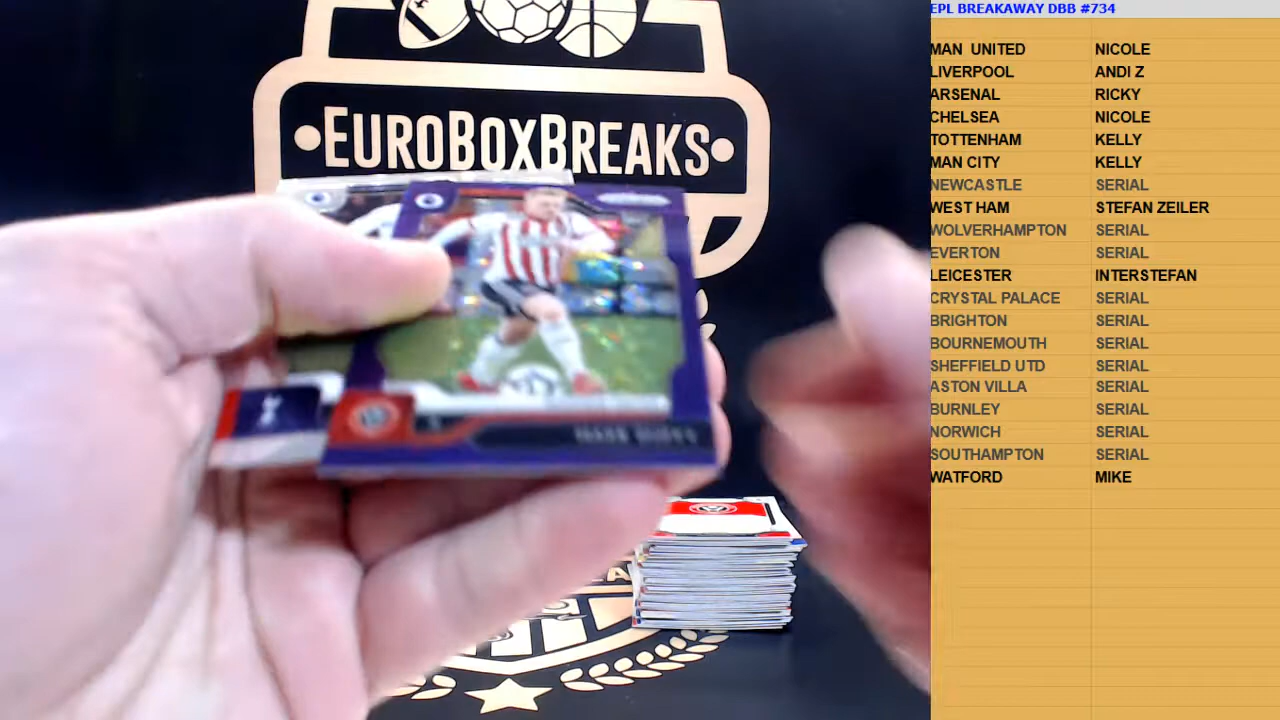 EUROBOXBREAKS
EPL BREAKAWAY DBB #734
MAN UNITED NICOLE
LIVERPOOL ANDI Z
ARSENAL RICKY
CHELSEA NICOLE
TOTTENHAM KELLY
MAN CITY KELLY
NEWCASTLE SERIAL
WEST HAM STEFAN ZEILER
WOLVERHAMPTON SERIAL
EVERTON SERIAL
LEICESTER INTERSTEFAN
CRYSTAL PALACE SERIAL
BRIGHTON SERIAL
BOURNEMOUTH SERIAL
SHEFFIELD UTD SERIAL
ASTON VILLA SERIAL
BURNLEY SERIAL
NORWICH SERIAL
SOUTHAMPTON SERIAL
WATFORD MIKE